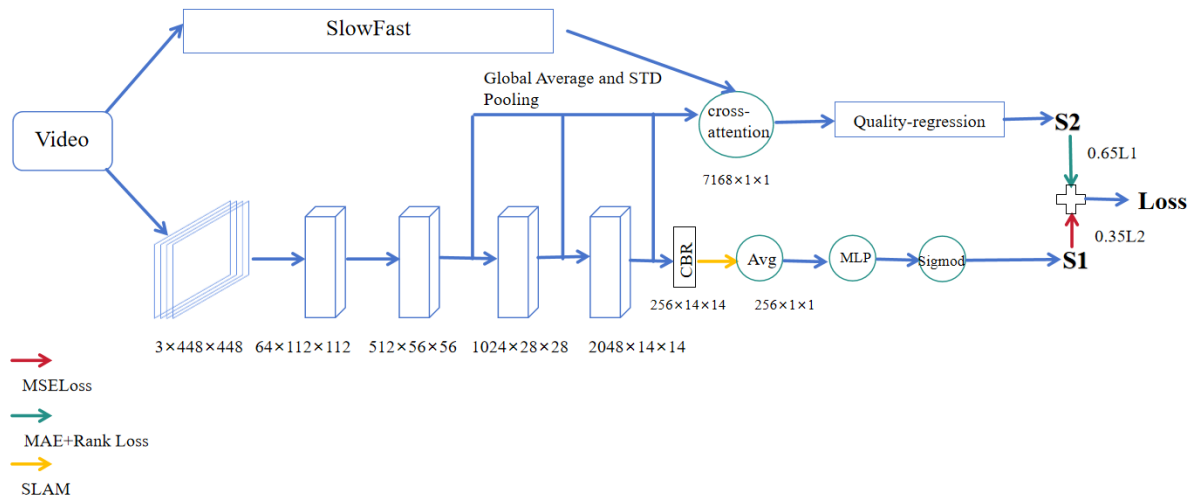 SlowFast
Global Average and STD
Pooling
Video
cross-
attention
Quality-regression
S2
7168×1×1
0.65L1
Loss
0.35L2
CBR
Avg
MLP
Sigmod
S1
256×14×14
256×1×1
3×448×448
64×112×112
512×56×56
1024×28×28
2048×14×14
MSELoss
MAE+Rank Loss
SLAM